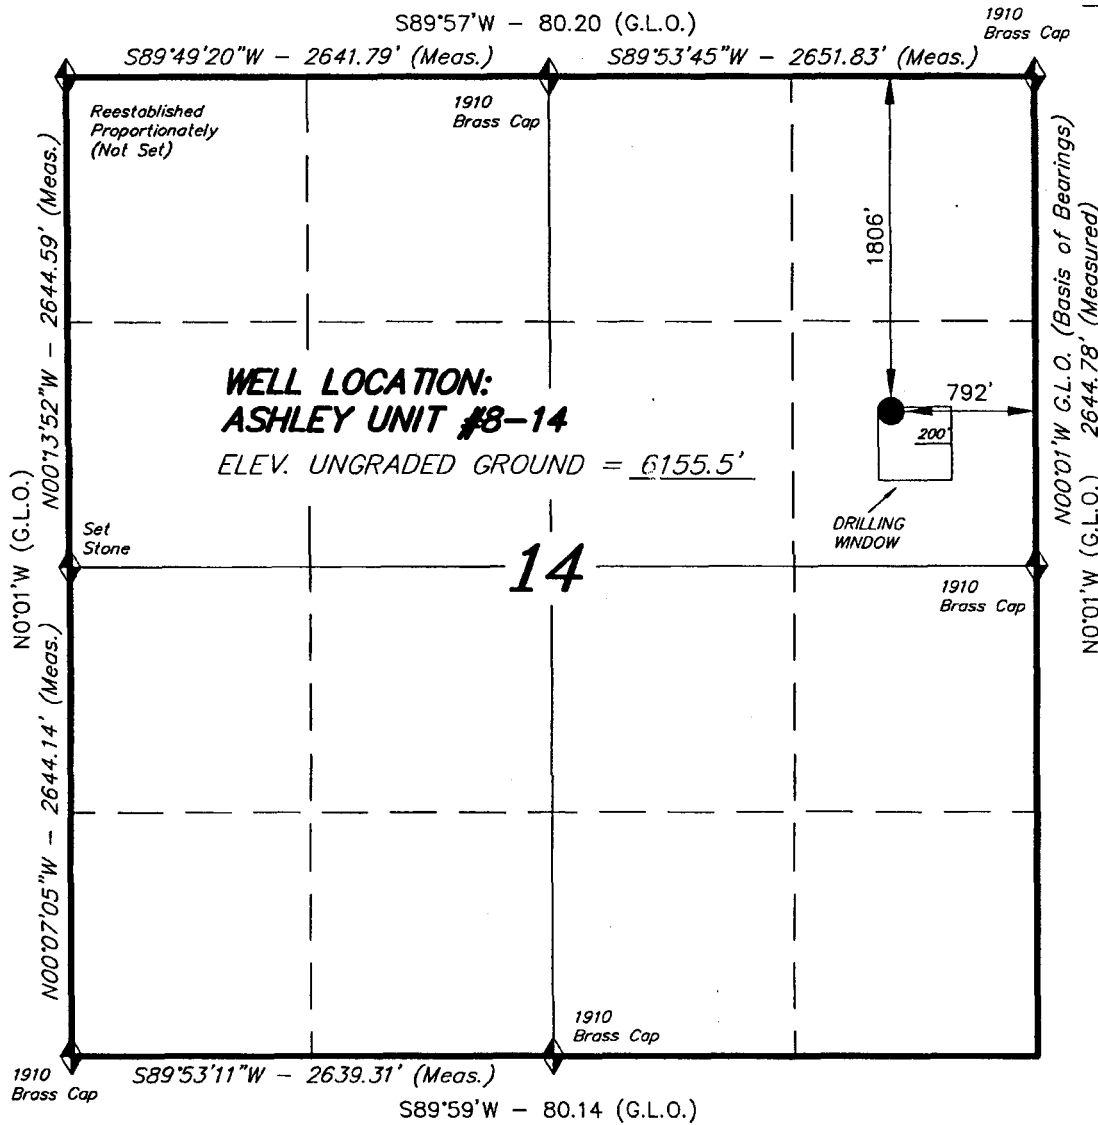 S89°57'W – 80.20 (G.L.O.)
1910
Brass Cap
S89°49'20"W – 2641.79' (Meas.)
S89°53'45"W – 2651.83' (Meas.)
Reestablished
Proportionately
(Not Set)
1910
Brass Cap
N00°13'52"W – 2644.59' (Meas.)
N0°01'W (G.L.O.)
1806'
N00°01'W G.L.O. (Basis of Bearings)
2644.78' (Measured)
N0°01'W (G.L.O.)
WELL LOCATION:
ASHLEY UNIT #8–14
ELEV. UNGRADED GROUND = 6155.5'
792'
200'
DRILLING
WINDOW
Set
Stone
14
1910
Brass Cap
N00°07'05"W – 2644.14' (Meas.)
1910
Brass Cap
1910
Brass Cap
S89°53'11"W – 2639.31' (Meas.)
S89°59'W – 80.14 (G.L.O.)